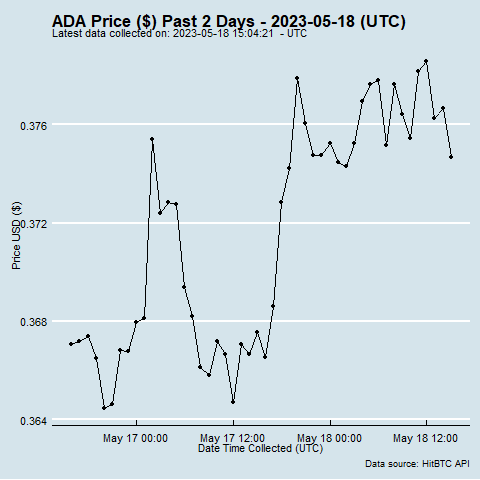 ADA Price ($) Past 2 Days - 2023-05-18 (UTC)
Latest data collected on: 2023-05-18 15:04:21 - UTC
0.376
0.372
0.368
0.364
Price USD ($)
May 17 00:00 May 17 12:00 May 18 00:00 May 18 12:00
Date Time Collected (UTC)
Data source: HitBTC API